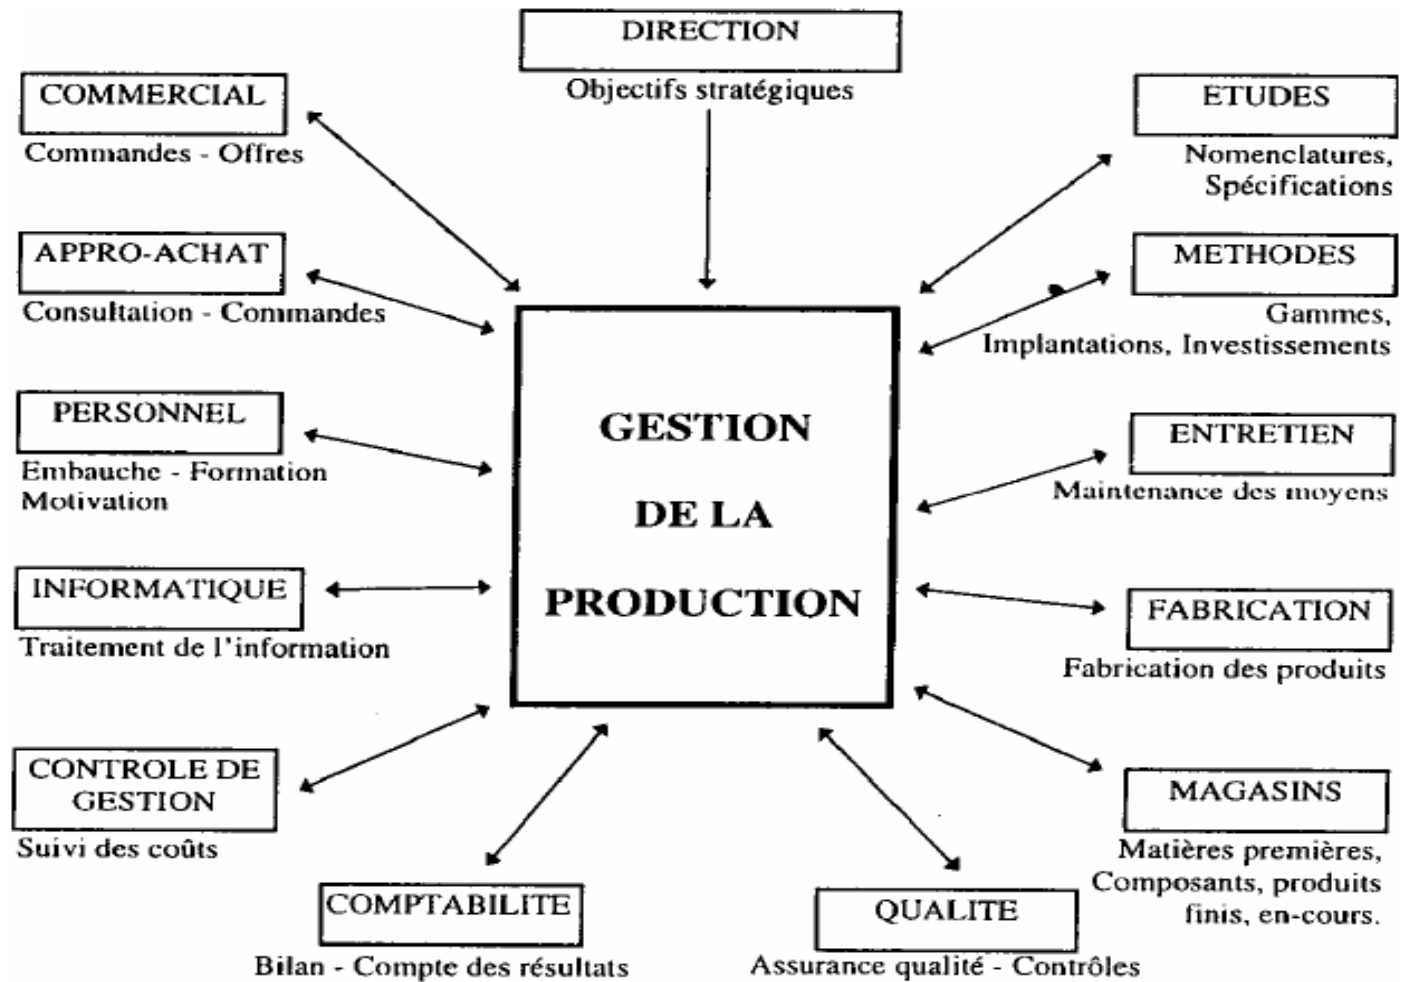 DIRECTION
Objectifs stratégiques
COMMERCIAL
Commandes - Offres
ETUDES
Nomenclatures,
Spécifications
APPRO-ACHAT
Consultation - Commandes
METHODES
Gammes,
Implantations, Investissements
PERSONNEL
Embauche - Formation
Motivation
GESTION
DE LA
PRODUCTION
ENTRETIEN
Maintenance des moyens
INFORMATIQUE
Traitement de l'information
FABRICATION
Fabrication des produits
CONTROLE DE
GESTION
Suivi des coûts
MAGASINS
Matières premières,
Composants, produits
finis, en-cours.
COMPTABILITE
Bilan - Compte des résultats
QUALITE
Assurance qualité - Contrôles